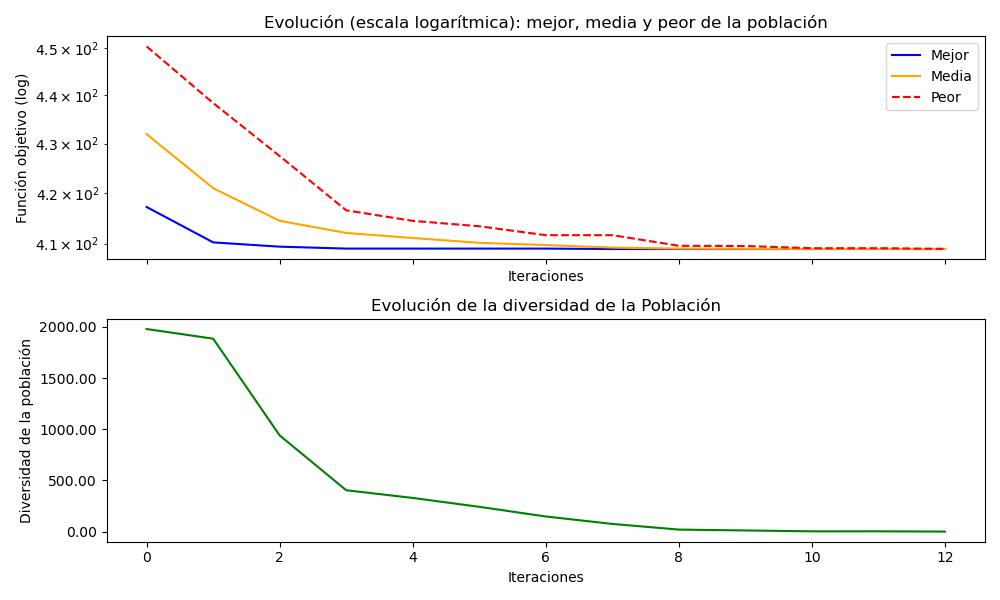 Evolución (escala logarítmica): mejor, media y peor de la población
Función objetivo (log)
4.5 × 10²
4.4 × 10²
4.3 × 10²
4.2 × 10²
4.1 × 10²
Mejor
Media
Peor
Iteraciones
Evolución de la diversidad de la Población
Diversidad de la población
2000.00
1500.00
1000.00
500.00
0.00
0 2 4 6 8 10 12
Iteraciones